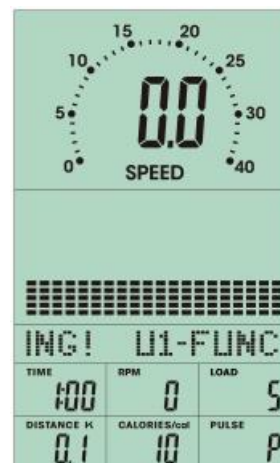 15 20
10 25
5 0.0 30
0 SPEED 40
ING! U1-FUNC
TIME RPM LOAD
1:00 0 5
DISTANCE K CALORIES/cal PULSE
0.1 10 P